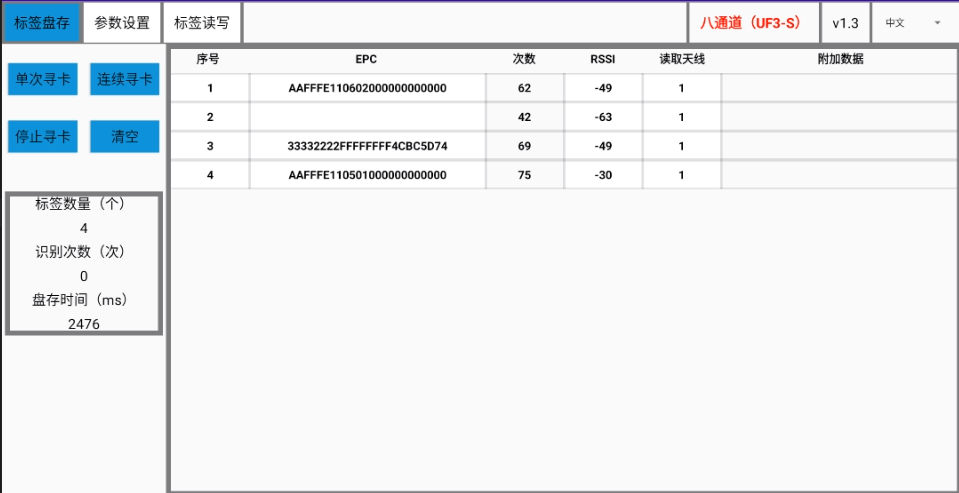 标签盘存 参数设置 标签读写 八通道（UF3-S） v1.3 中文
单次寻卡 连续寻卡
停止寻卡 清空
标签数量（个）
4
识别次数（次）
0
盘存时间（ms）
2476
序号 EPC 次数 RSSI 读取天线 附加数据
1 AAFFFE110602000000000000 62 -49 1
2 42 -63 1
3 33332222FFFFFFFF4CBC5D74 69 -49 1
4 AAFFFE110501000000000000 75 -30 1